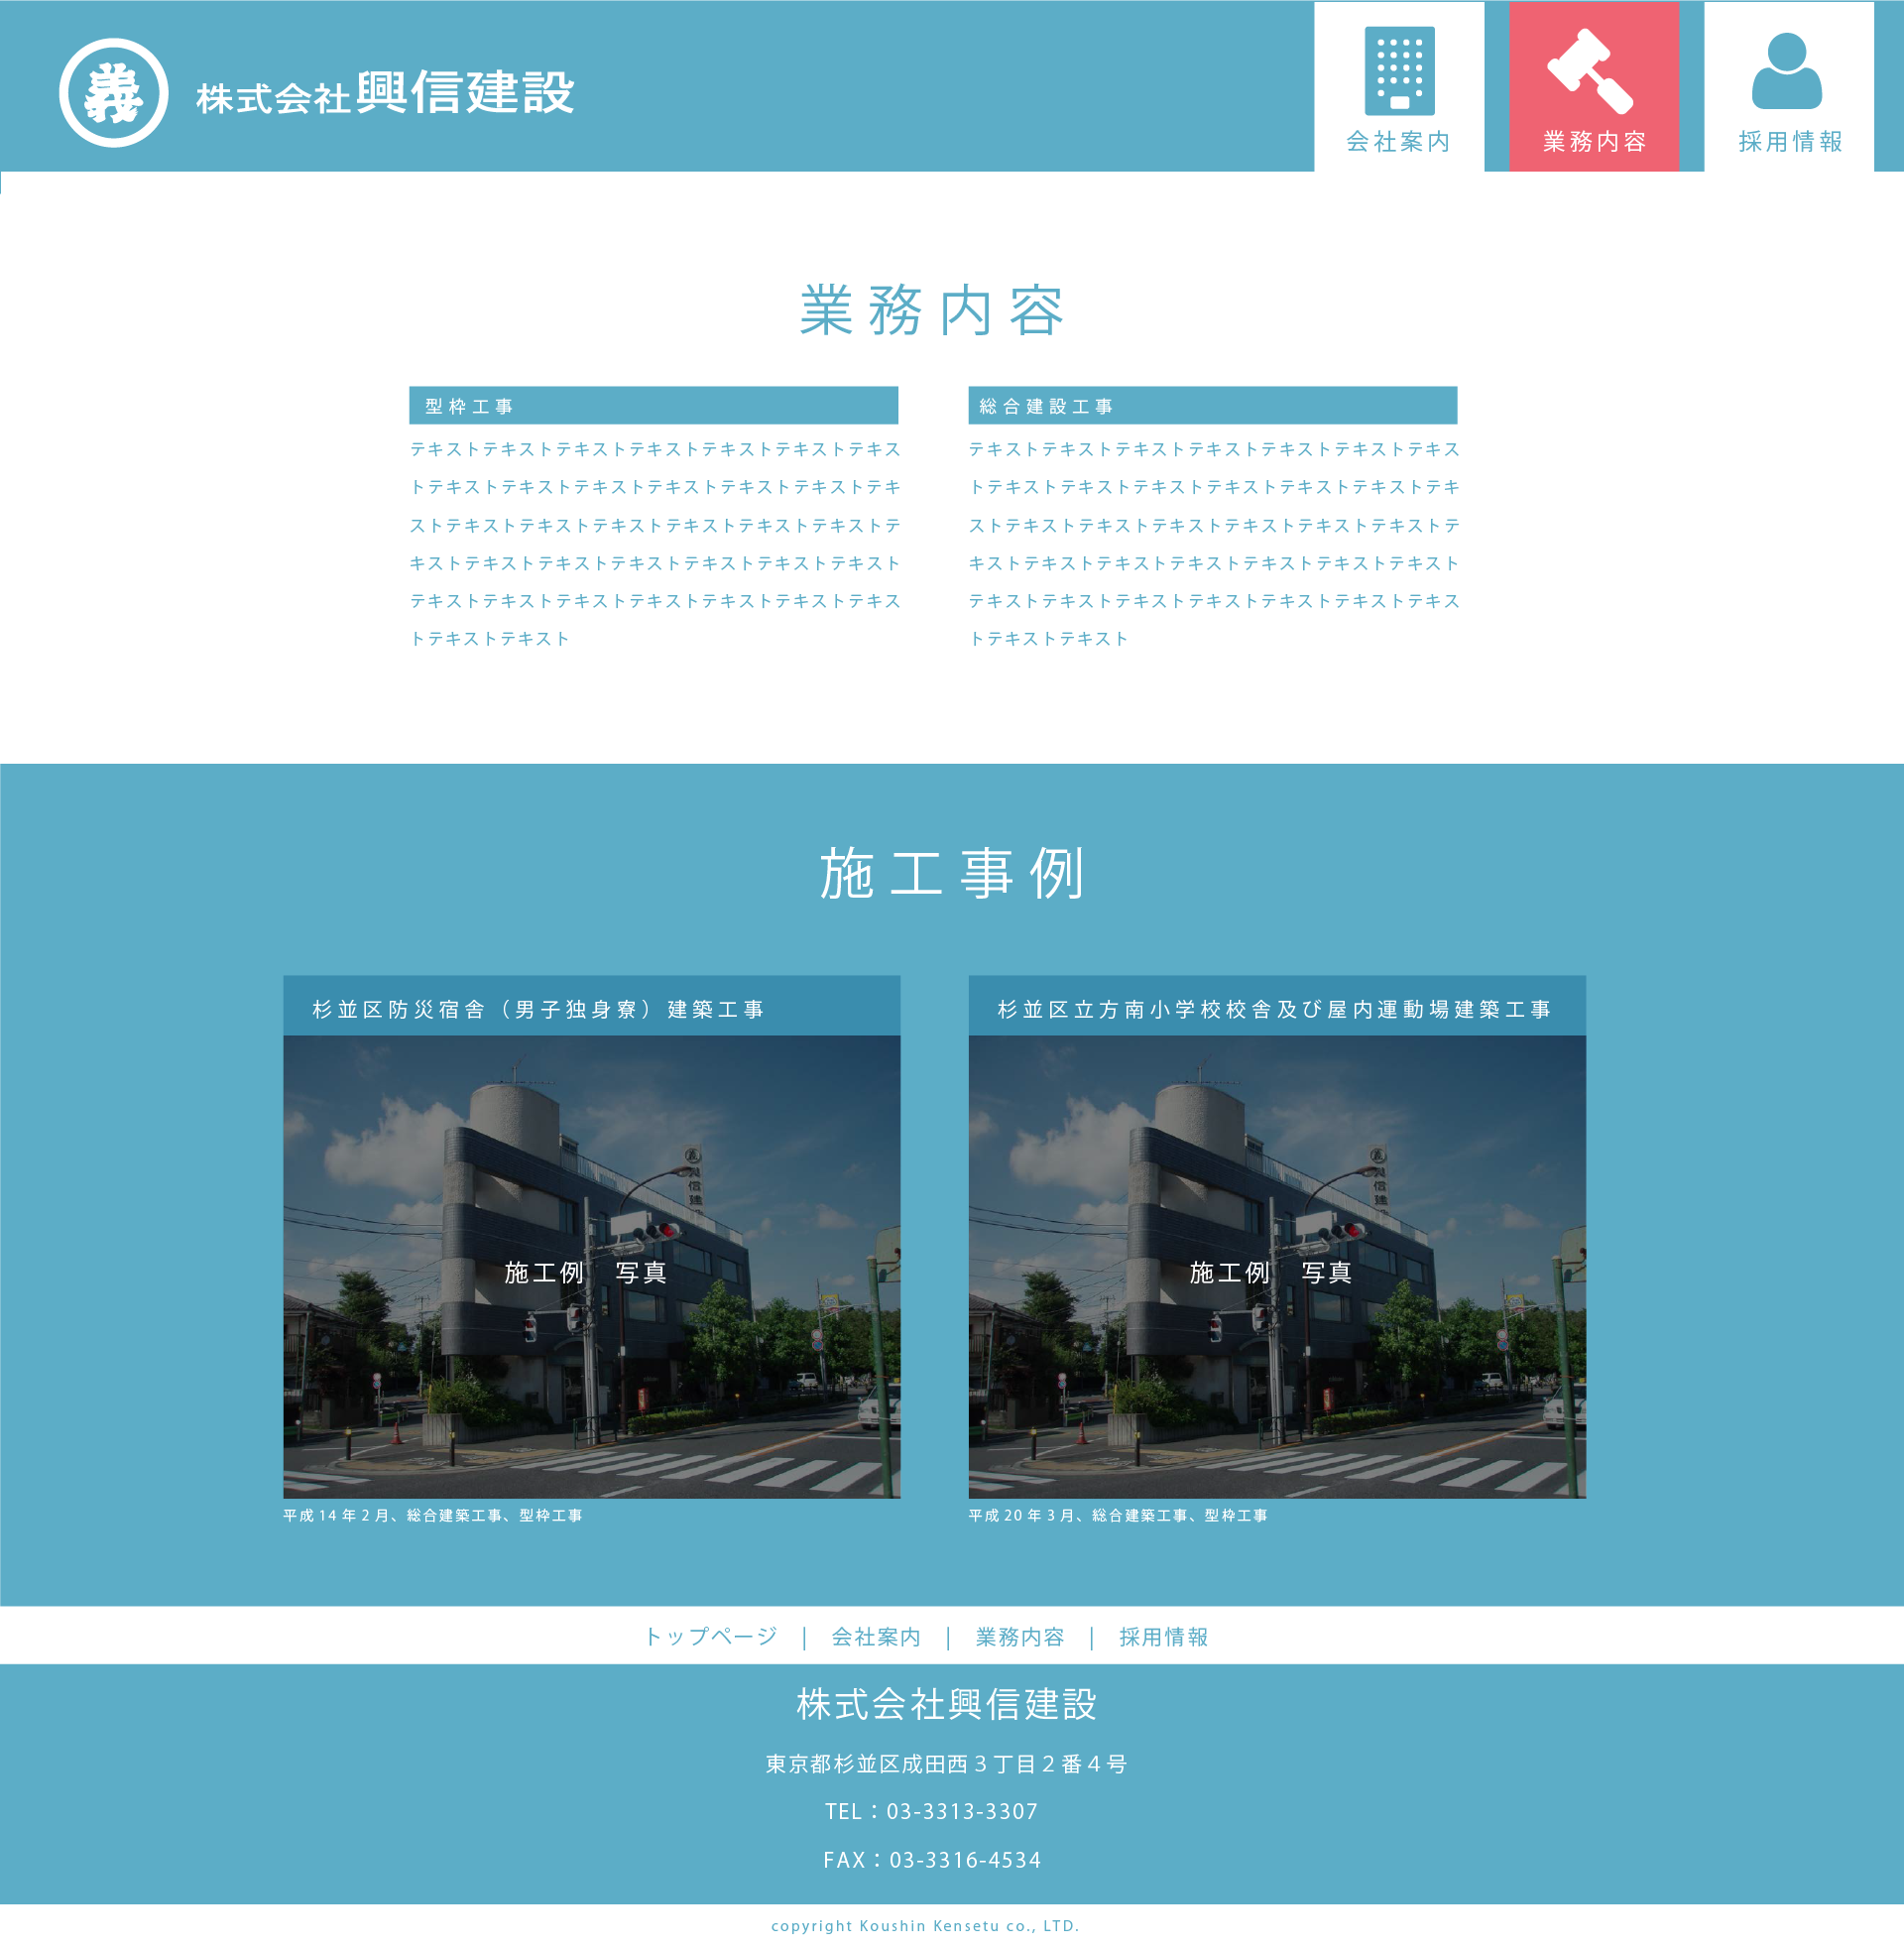 義
株式会社興信建設
会社案内
業務内容
採用情報
業務内容
型枠工事
テキストテキストテキストテキストテキストテキストテキス
トテキストテキストテキストテキストテキストテキストテキ
ストテキストテキストテキストテキストテキストテキストテ
キストテキストテキストテキストテキストテキストテキスト
テキストテキストテキストテキストテキストテキストテキス
トテキストテキスト
総合建設工事
テキストテキストテキストテキストテキストテキストテキス
トテキストテキストテキストテキストテキストテキストテキ
ストテキストテキストテキストテキストテキストテキストテ
キストテキストテキストテキストテキストテキストテキスト
テキストテキストテキストテキストテキストテキストテキス
トテキストテキスト
施工事例
杉並区防災宿舎（男子独身寮）建築工事
施工例　写真
平成 14 年 2 月、総合建築工事、型枠工事
杉並区立方南小学校校舎及び屋内運動場建築工事
施工例　写真
平成 20 年 3 月、総合建築工事、型枠工事
トップページ　|　会社案内　|　業務内容　|　採用情報
株式会社興信建設
東京都杉並区成田西３丁目２番４号
TEL：03-3313-3307
FAX：03-3316-4534
copyright Koushin Kensetu co., LTD.